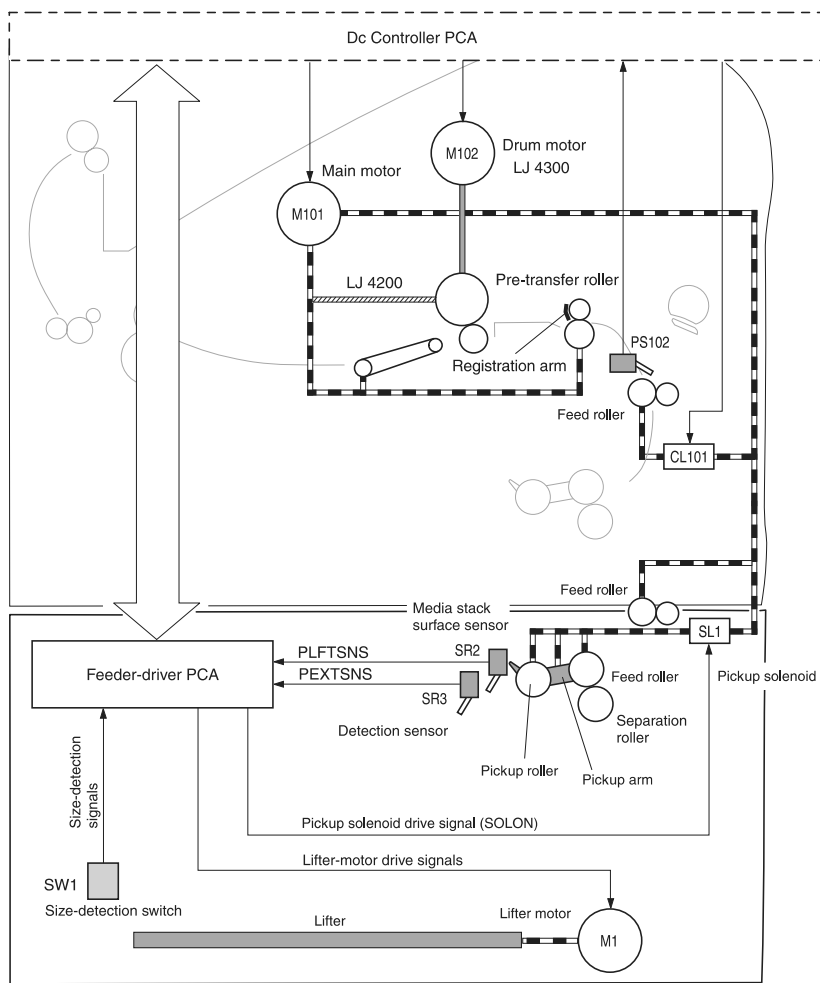 Dc Controller PCA
M102
Drum motor
LJ 4300
Main motor
M101
LJ 4200
Pre-transfer roller
PS102
Registration arm
Feed roller
CL101
Feed roller
Media stack
surface sensor
SL1
Pickup solenoid
Feeder-driver PCA
PLFTSNS
SR2
PEXTSNS
SR3
Feed roller
Detection sensor
Separation
roller
Pickup roller
Pickup arm
Size-detection
signals
Pickup solenoid drive signal (SOLON)
Lifter-motor drive signals
SW1
Size-detection switch
Lifter
Lifter motor
M1